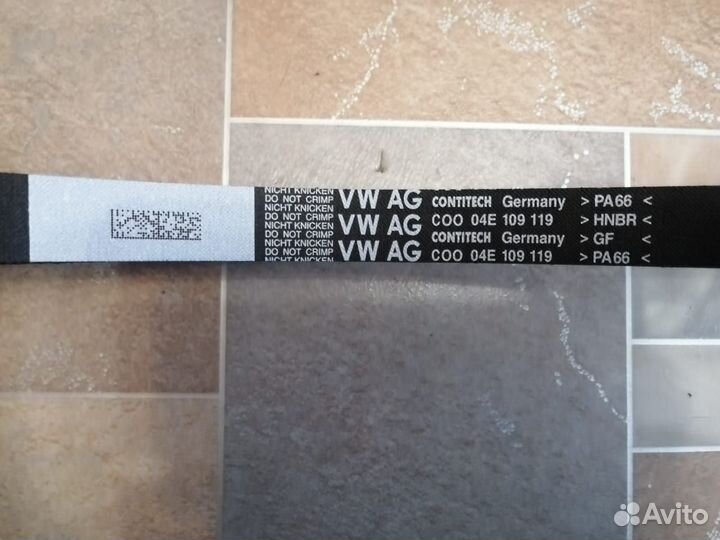 NICHT KNICKEN VW AG CONTITECH Germany > PA66 <
DO NOT CRIMP
NICHT KNICKEN VW AG COO 04E 109 119 > HNBR <
DO NOT CRIMP
NICHT KNICKEN VW AG CONTITECH Germany > GF <
DO NOT CRIMP
NICHT KNICKEN VW AG COO 04E 109 119 > PA66 <
DO NOT CRIMP
NICHT KNICKEN
Avito